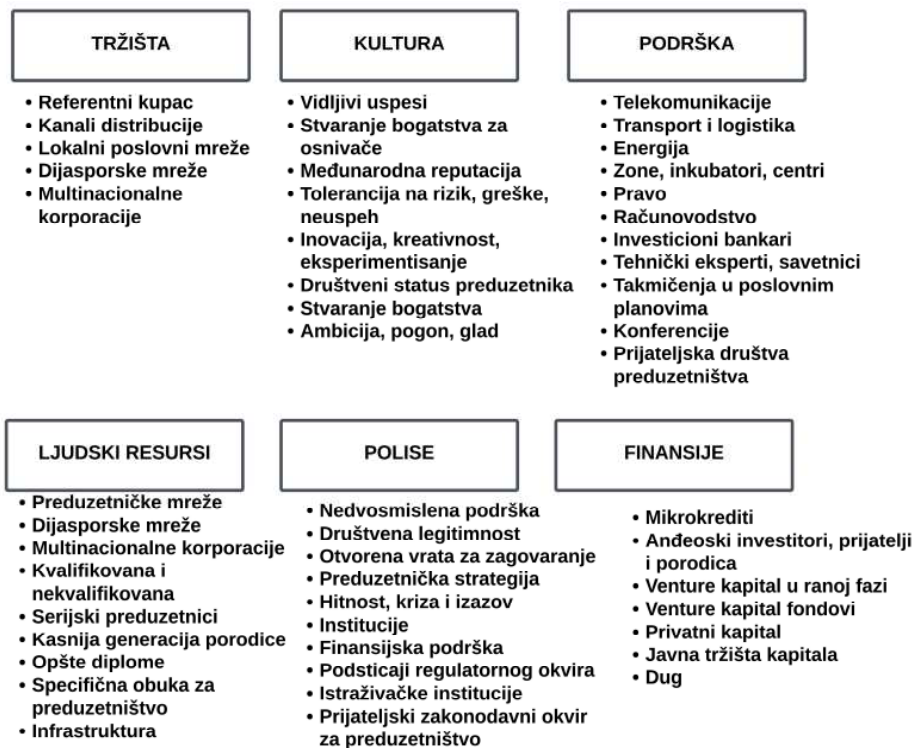 TRŽIŠTA
• Referentni kupac
• Kanali distribucije
• Lokalni poslovni mreže
• Dijasporske mreže
• Multinacionalne
korporacije
KULTURA
• Vidljivi uspesi
• Stvaranje bogatstva za
osnivače
• Međunarodna reputacija
• Tolerancija na rizik, greške,
neuspeh
• Inovacija, kreativnost,
eksperimentisanje
• Društveni status preduzetnika
• Stvaranje bogatstva
• Ambicija, pogon, glad
PODRŠKA
• Telekomunikacije
• Transport i logistika
• Energija
• Zone, inkubatori, centri
• Pravo
• Računovodstvo
• Investicioni bankari
• Tehnički eksperti, savetnici
• Takmičenja u poslovnim
planovima
• Konferencije
• Prijateljska društva
preduzetništva
LJUDSKI RESURSI
• Preduzetničke mreže
• Dijasporske mreže
• Multinacionalne korporacije
• Kvalifikovana i
nekvalifikovana
• Serijski preduzetnici
• Kasnija generacija porodice
• Opšte diplome
• Specifična obuka za
preduzetništvo
• Infrastruktura
POLISE
• Nedvosmislena podrška
• Društvena legitimnost
• Otvorena vrata za zagovaranje
• Preduzetnička strategija
• Hitnost, kriza i izazov
• Institucije
• Finansijska podrška
• Podsticaji regulatornog okvira
• Istraživačke institucije
• Prijateljski zakonodavni okvir
za preduzetništvo
FINANSIJE
• Mikrokrediti
• Anđeoski investitori, prijatelji
i porodica
• Venture kapital u ranoj fazi
• Venture kapital fondovi
• Privatni kapital
• Javna tržišta kapitala
• Dug